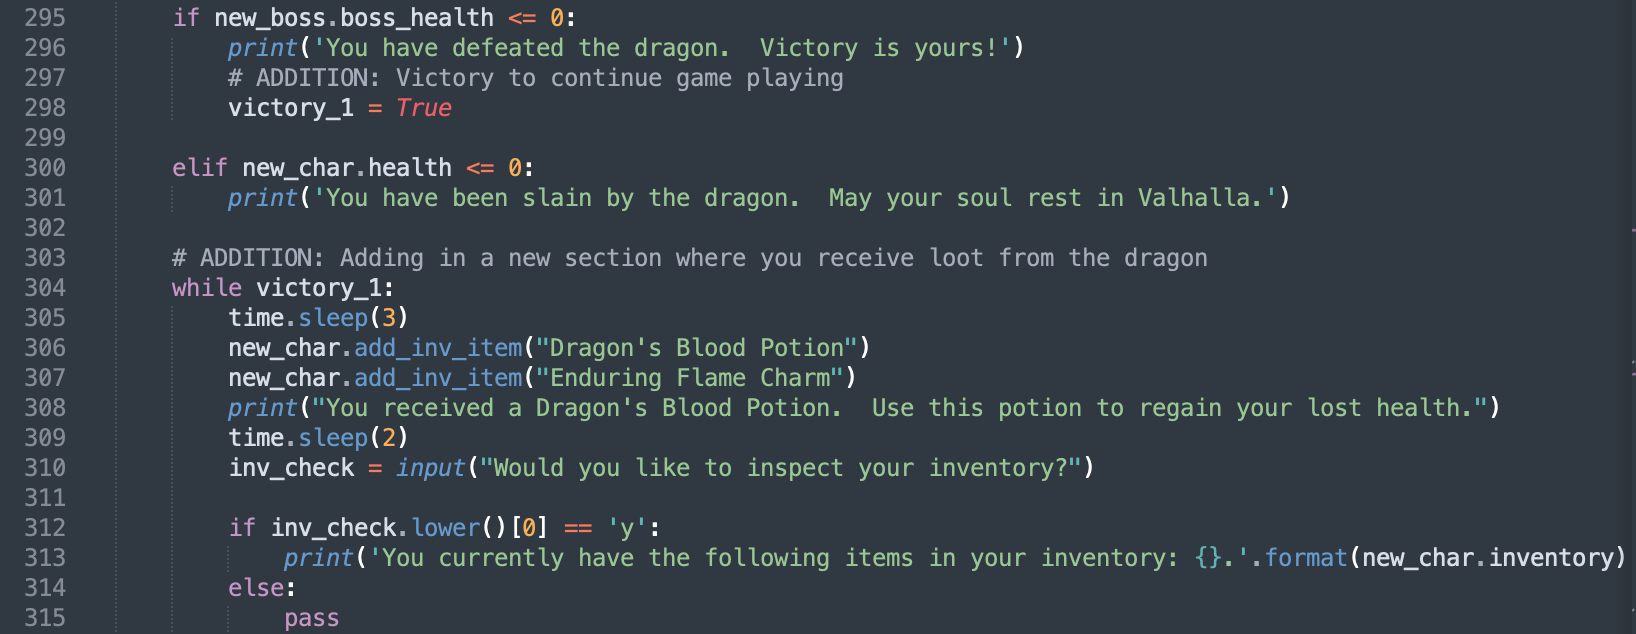 295 if new_boss.boss_health <= 0:
296 print('You have defeated the dragon.  Victory is yours!')
297 # ADDITION: Victory to continue game playing
298 victory_1 = True
299
300 elif new_char.health <= 0:
301 print('You have been slain by the dragon.  May your soul rest in Valhalla.')
302
303 # ADDITION: Adding in a new section where you receive loot from the dragon
304 while victory_1:
305 time.sleep(3)
306 new_char.add_inv_item("Dragon's Blood Potion")
307 new_char.add_inv_item("Enduring Flame Charm")
308 print("You received a Dragon's Blood Potion.  Use this potion to regain your lost health.")
309 time.sleep(2)
310 inv_check = input("Would you like to inspect your inventory?")
311
312 if inv_check.lower()[0] == 'y':
313 print('You currently have the following items in your inventory: {}.'.format(new_char.inventory)
314 else:
315 pass